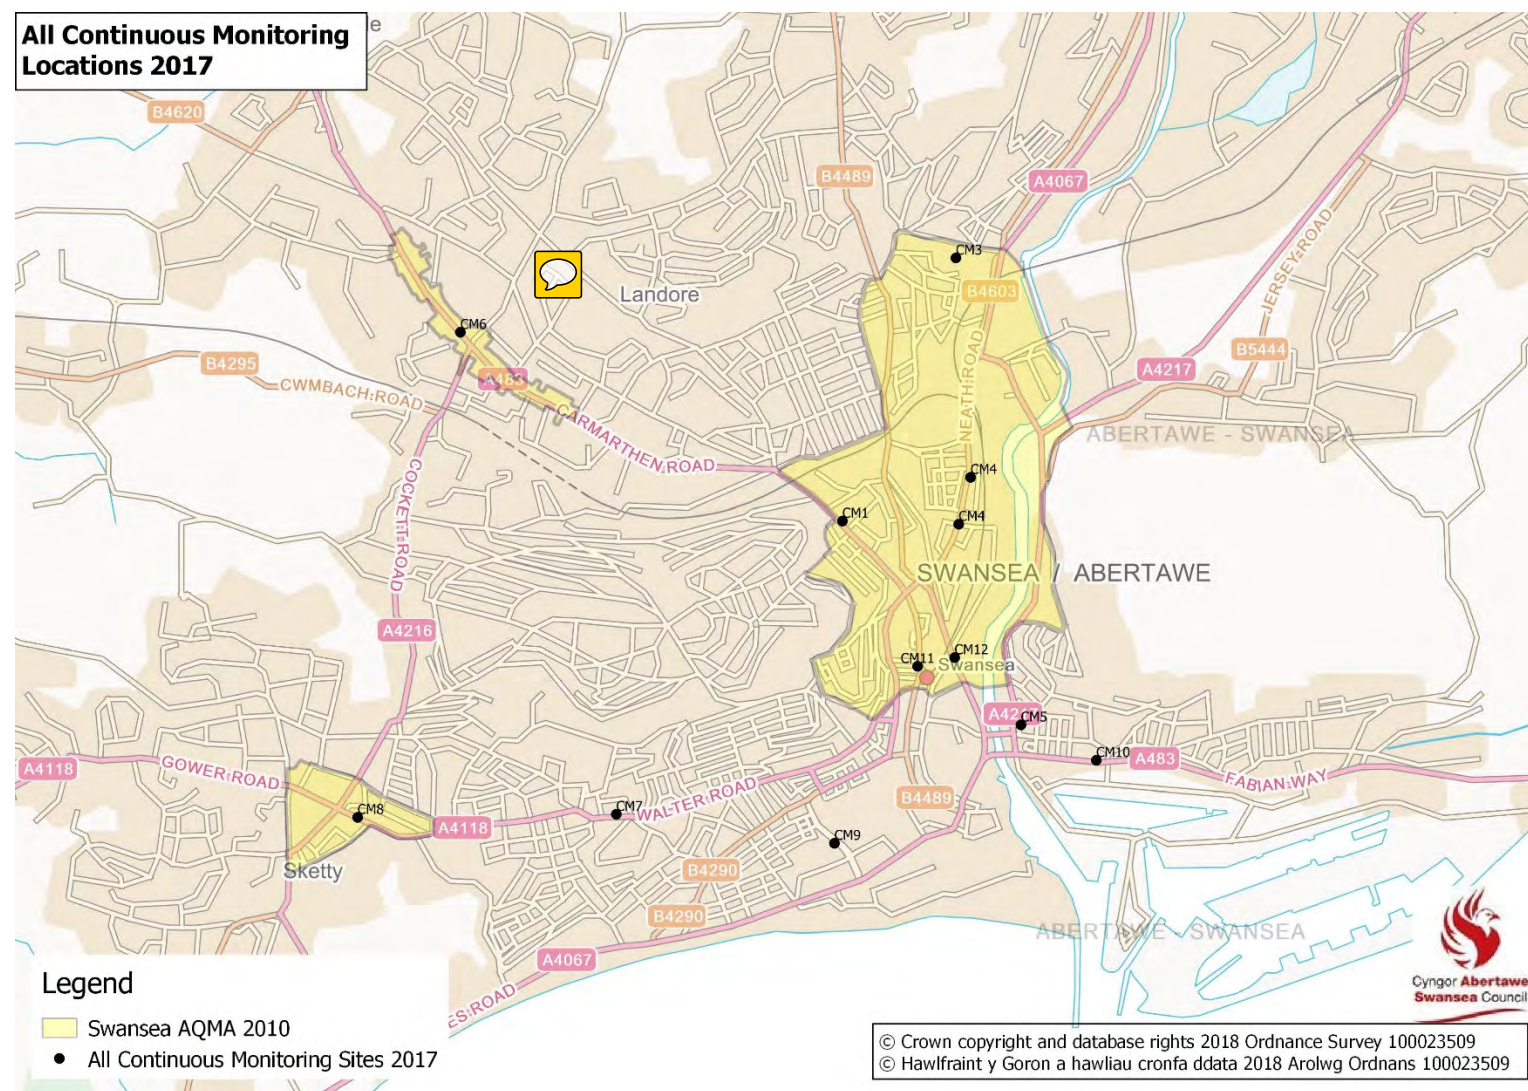 All Continuous Monitoring
Locations 2017
le
B4620
B4489
A4067
JERSEY ROAD
CM3
B4603
Landore
CM6
B4295
A483
CWMBACH ROAD
CARMARTHEN ROAD
NEATH ROAD
B5444
A4217
ABERTAWE - SWANSEA
COCKETT ROAD
CM4
CM1
CM4
SWANSEA / ABERTAWE
A4216
CM12
CM11
Swansea
CM5
CM10
A483
FABIAN WAY
A4118
GOWER ROAD
CM8
A4118
CM7
WALTER ROAD
B4489
CM9
Sketty
B4290
B4290
A4067
ES ROAD
ABERTAWE - SWANSEA
Cyngor Abertawe
Swansea Council
Legend
Swansea AQMA 2010
All Continuous Monitoring Sites 2017
© Crown copyright and database rights 2018 Ordnance Survey 100023509
© Hawlfraint y Goron a hawliau cronfa ddata 2018 Arolwg Ordnans 100023509